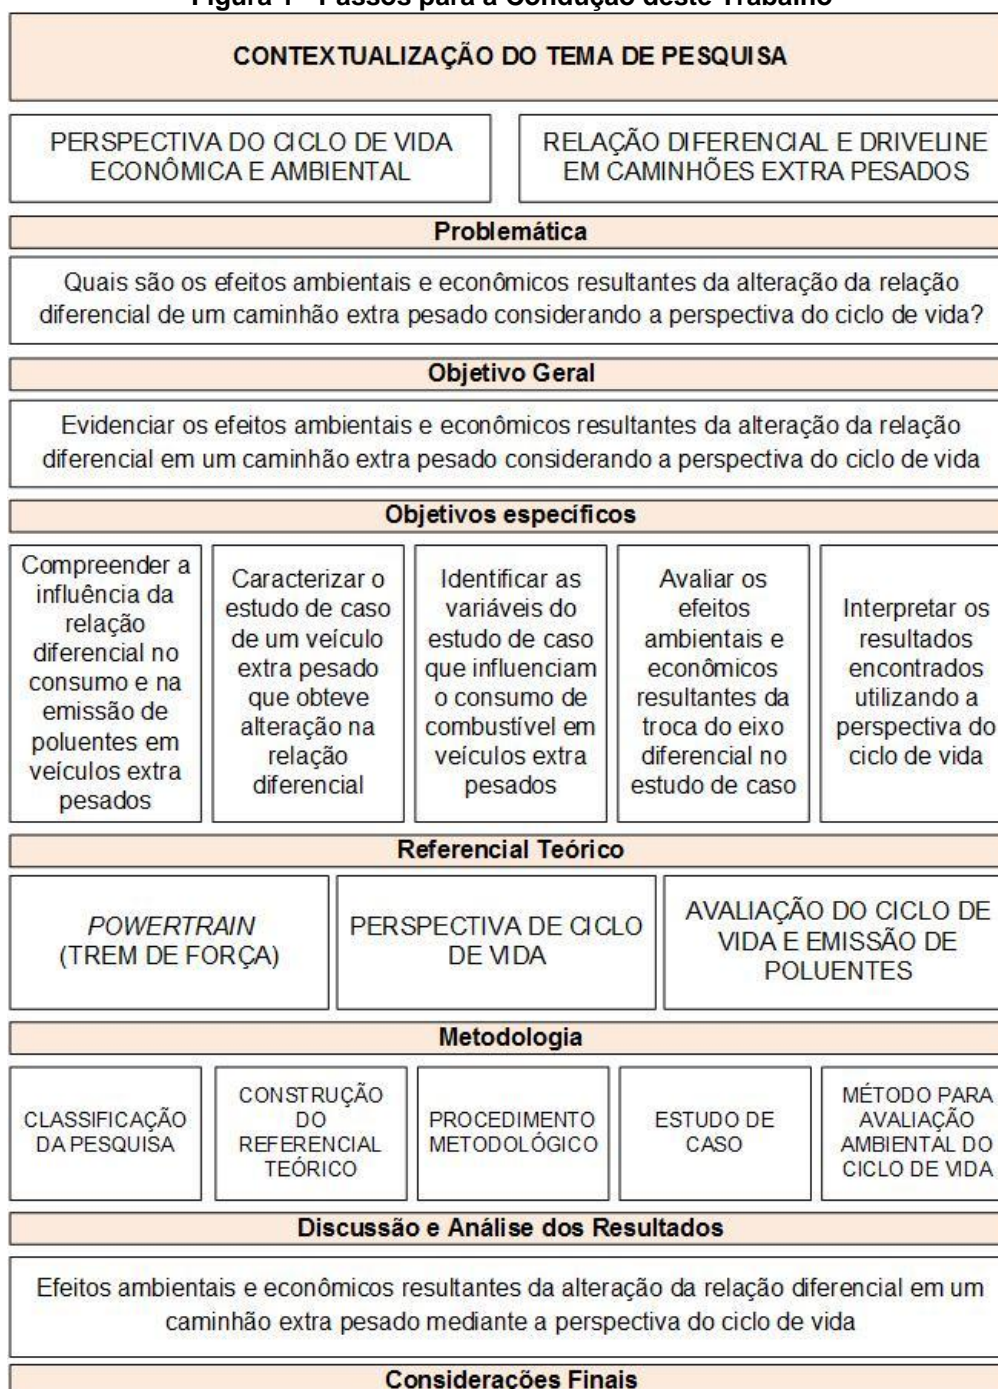 Figura 1 - Passos para a Condução deste Trabalho
CONTEXTUALIZAÇÃO DO TEMA DE PESQUISA
PERSPECTIVA DO CICLO DE VIDA
ECONÔMICA E AMBIENTAL
RELAÇÃO DIFERENCIAL E DRIVELINE
EM CAMINHÕES EXTRA PESADOS
Problemática
Quais são os efeitos ambientais e econômicos resultantes da alteração da relação
diferencial de um caminhão extra pesado considerando a perspectiva do ciclo de vida?
Objetivo Geral
Evidenciar os efeitos ambientais e econômicos resultantes da alteração da relação
diferencial em um caminhão extra pesado considerando a perspectiva do ciclo de vida
Objetivos específicos
Compreender a
influência da
relação
diferencial no
consumo e na
emissão de
poluentes em
veículos extra
pesados
Caracterizar o
estudo de caso
de um veículo
extra pesado
que obteve
alteração na
relação
diferencial
Identificar as
variáveis do
estudo de caso
que influenciam
o consumo de
combustível em
veículos extra
pesados
Avaliar os
efeitos
ambientais e
econômicos
resultantes da
troca do eixo
diferencial no
estudo de caso
Interpretar os
resultados
encontrados
utilizando a
perspectiva do
ciclo de vida
Referencial Teórico
POWERTRAIN
(TREM DE FORÇA)
PERSPECTIVA DE CICLO
DE VIDA
AVALIAÇÃO DO CICLO DE
VIDA E EMISSÃO DE
POLUENTES
Metodologia
CLASSIFICAÇÃO
DA PESQUISA
CONSTRUÇÃO
DO
REFERENCIAL
TEÓRICO
PROCEDIMENTO
METODOLÓGICO
ESTUDO DE
CASO
MÉTODO PARA
AVALIAÇÃO
AMBIENTAL DO
CICLO DE VIDA
Discussão e Análise dos Resultados
Efeitos ambientais e econômicos resultantes da alteração da relação diferencial em um
caminhão extra pesado mediante a perspectiva do ciclo de vida
Considerações Finais